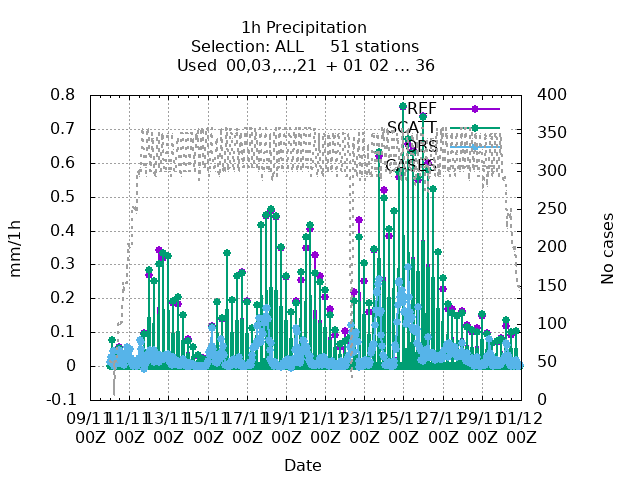 1h Precipitation
Selection: ALL 51 stations
Used 00,03,...,21 + 01 02 ... 36
0.8 400
REF
0.7 350
SCATT
ORS
0.6 300
CASES
0.5 250
0.4 200
0.3 150
0.2 100
0.1 50
0
-0.1 0
mm/1h
No cases
09/11 11/11 13/11 15/11 17/11 19/11 21/11 23/11 25/11 27/11 29/11 01/12
00Z 00Z 00Z 00Z 00Z 00Z 00Z 00Z 00Z 00Z 00Z 00Z
Date